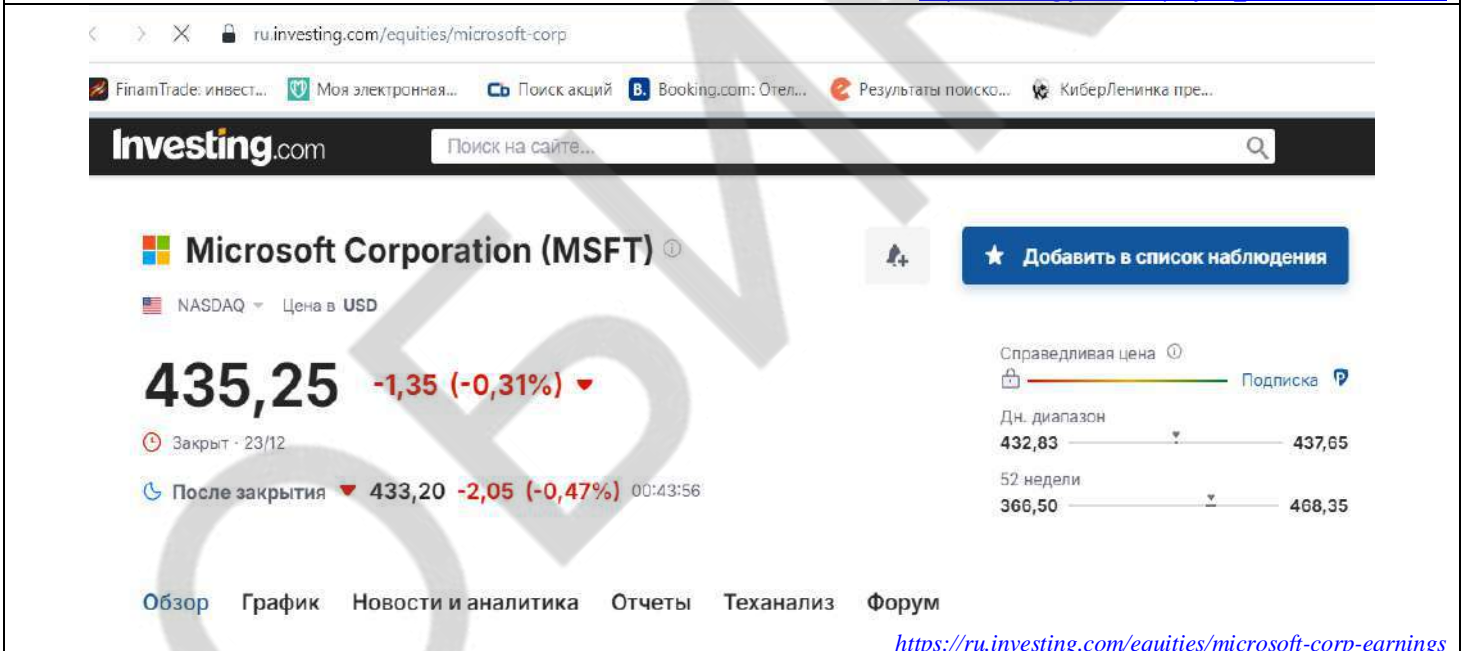 ru.investing.com/equities/microsoft-corp
FinamTrade: инвест... Моя электронная... Cb Поиск акций B. Booking.com: Отел... Результаты поиско... КиберЛенинка пре...
Investing.com Поиск на сайте...
Microsoft Corporation (MSFT)
Добавить в список наблюдения
NASDAQ Цена в USD
435,25 -1,35 (-0,31%)
Закрыт · 23/12
После закрытия 433,20 -2,05 (-0,47%) 00:43:56
Справедливая цена
Подписка
Дн. диапазон
432,83 437,65
52 недели
366,50 468,35
Обзор График Новости и аналитика Отчеты Теханализ Форум
https://ru.investing.com/equities/microsoft-corp-earnings